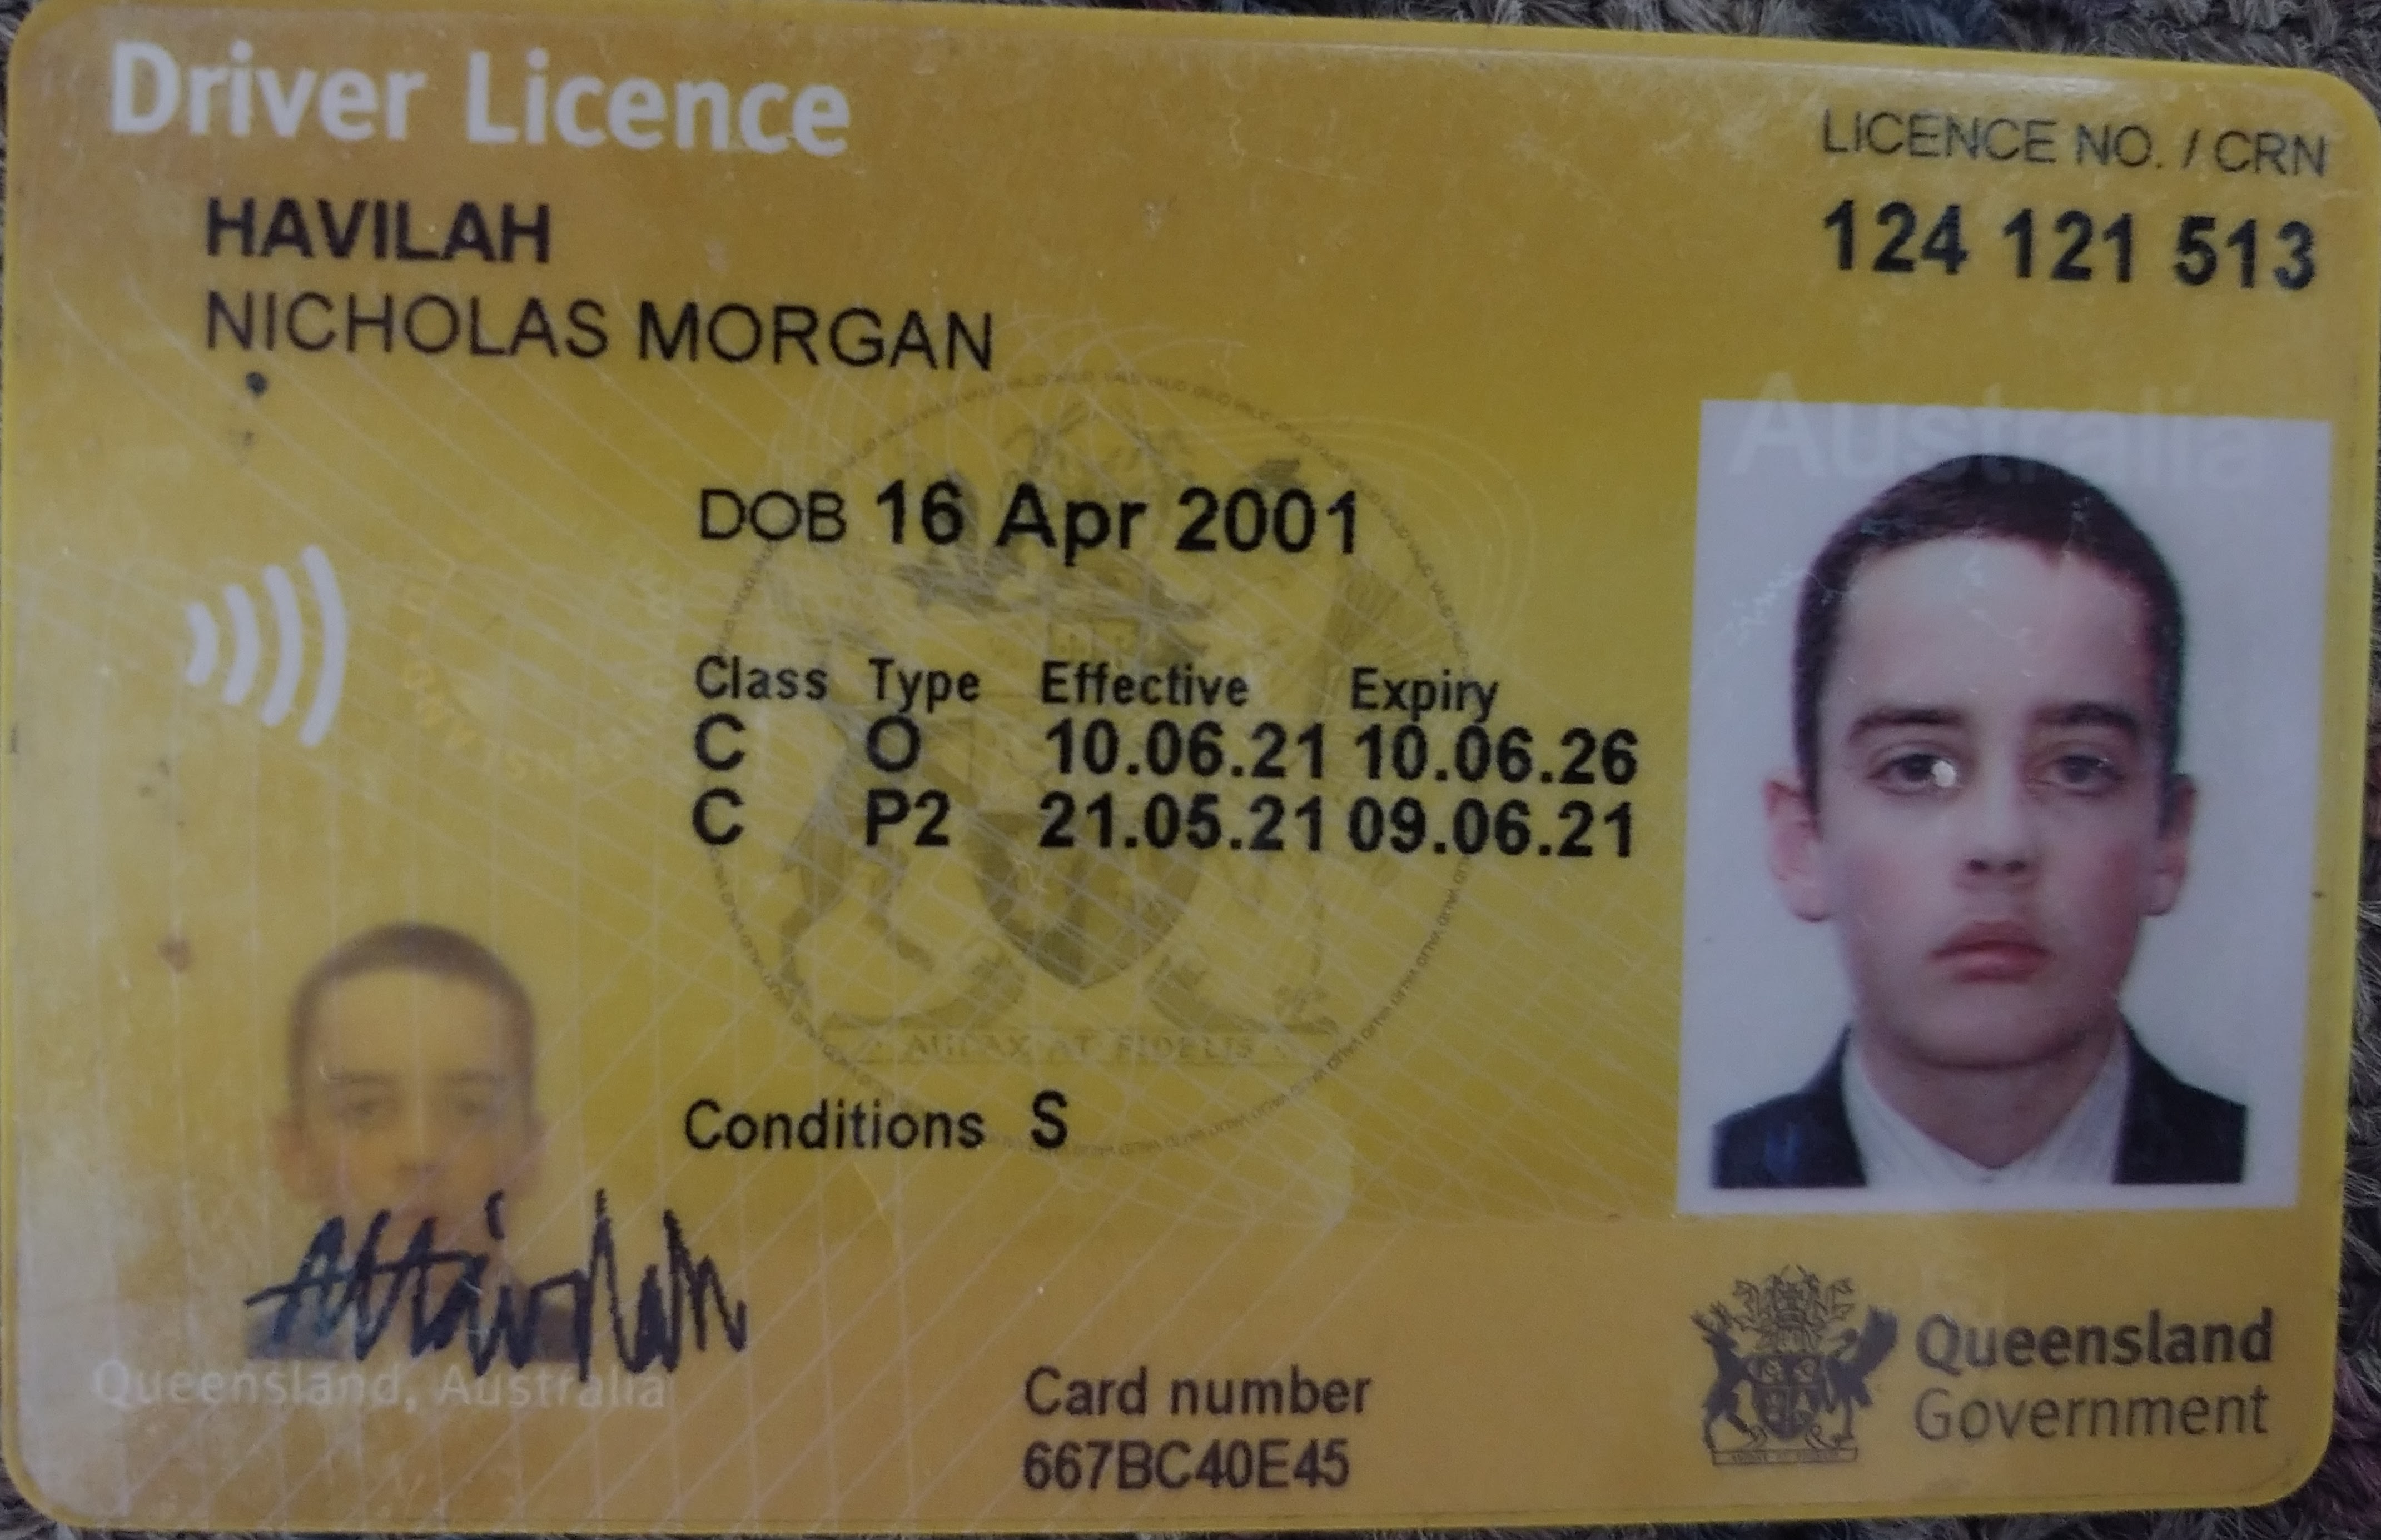 Driver Licence
LICENCE NO. / CRN
124 121 513
HAVILAH
NICHOLAS MORGAN
Australia
DOB 16 Apr 2001
Class Type Effective Expiry
C O 10.06.21 10.06.26
C P2 21.05.21 09.06.21
AUDAX AT FIDELIS
Conditions S
Queensland, Australia
Card number
667BC40E45
Queensland
Government